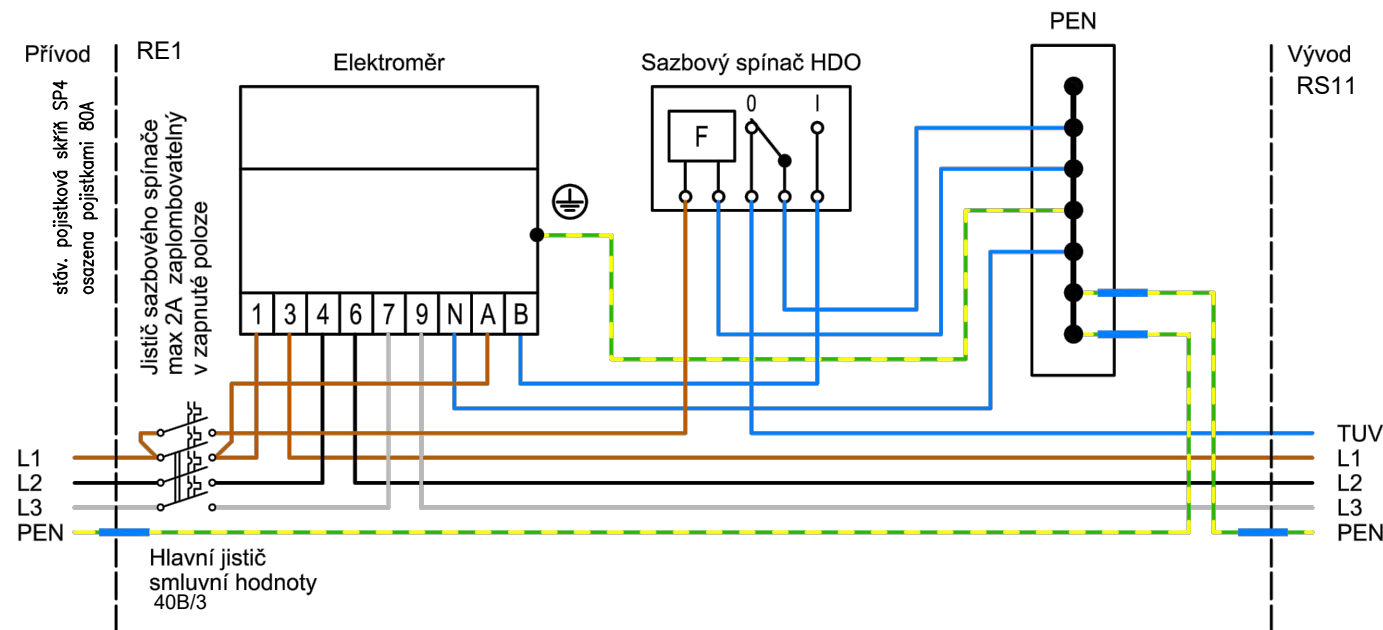 Přívod
RE1
Elektroměr
Sazbový spínač HDO
PEN
Vývod
RS11
stáv. pojistková skříň SP4
osazena pojistkami 80A
Jistič sazbového spínače
max 2A zaplombovatelný
v zapnuté poloze
F
0
I
1 3 4 6 7 9 N A B
TUV
L1
L1
L2
L2
L3
L3
PEN
PEN
Hlavní jistič
smluvní hodnoty
40B/3